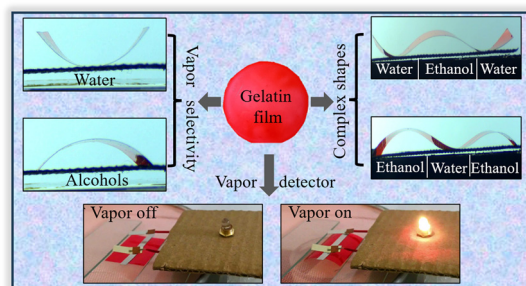 Water
Alcohols
Vapor
selectivity
Gelatin
film
Complex shapes
Water Ethanol Water
Ethanol Water Ethanol
Vapor detector
Vapor off
Vapor on